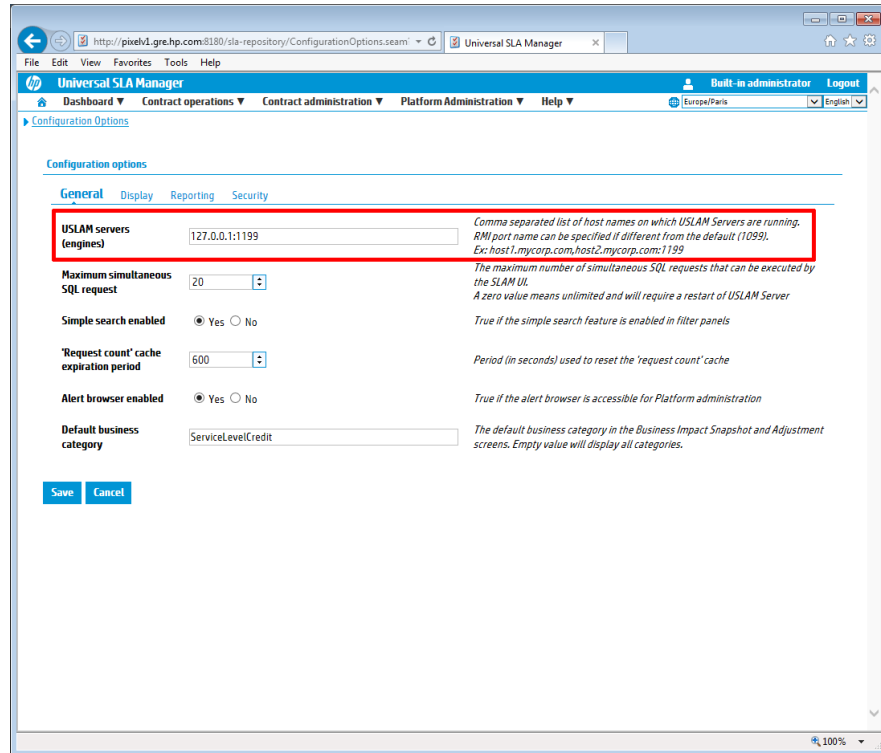 http://pixelv1.gre.hp.com:8180/sla-repository/ConfigurationOptions.seam
Universal SLA Manager
File Edit View Favorites Tools Help
hp Universal SLA Manager Built-in administrator Logout
Dashboard ▼ Contract operations ▼ Contract administration ▼ Platform Administration ▼ Help ▼ Europe/Paris English
Configuration Options
Configuration options
General Display Reporting Security
USLAM servers
(engines)
127.0.0.1:1199
Comma separated list of host names on which USLAM Servers are running.
RMI port name can be specified if different from the default (1099).
Ex: host1.mycorp.com,host2.mycorp.com:1199
Maximum simultaneous
SQL request
20
The maximum number of simultaneous SQL requests that can be executed by
the SLAM UI.
A zero value means unlimited and will require a restart of USLAM Server
Simple search enabled Yes No True if the simple search feature is enabled in filter panels
'Request count' cache
expiration period
600
Period (in seconds) used to reset the 'request count' cache
Alert browser enabled Yes No True if the alert browser is accessible for Platform administration
Default business
category
ServiceLevelCredit
The default business category in the Business Impact Snapshot and Adjustment
screens. Empty value will display all categories.
Save Cancel
100%